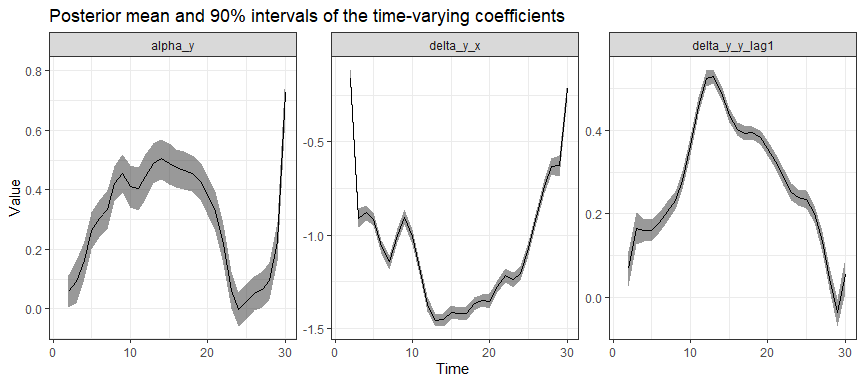 Posterior mean and 90% intervals of the time-varying coefficients
alpha_y
delta_y_x
delta_y_y_lag1
Value
0.8
0.6
0.4
0.2
0.0
-0.5
-1.0
-1.5
0.4
0.2
0.0
0 10 20 30
0 10 20 30
0 10 20 30
Time